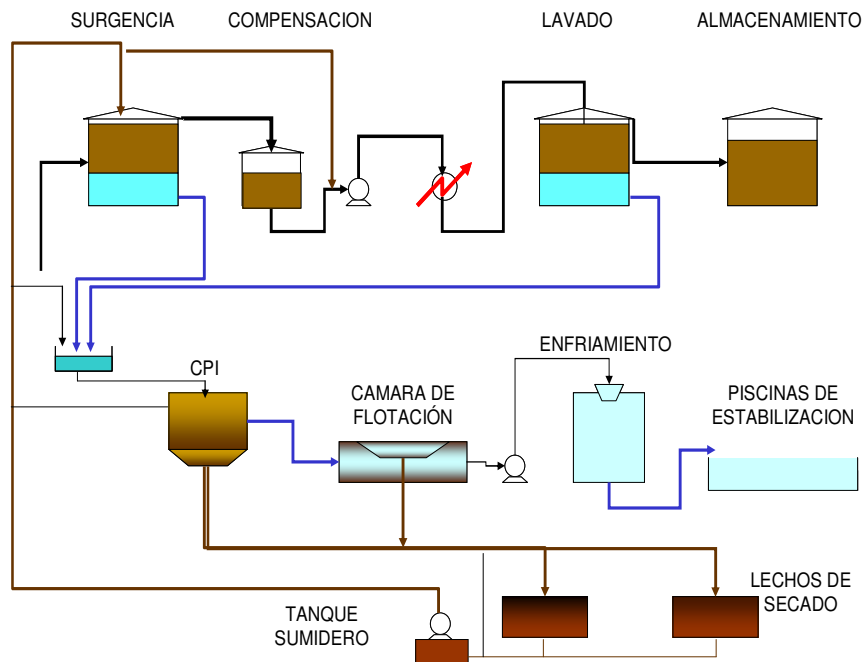 SURGENCIA
COMPENSACION
LAVADO
ALMACENAMIENTO
CPI
CAMARA DE
FLOTACIÓN
ENFRIAMIENTO
PISCINAS DE
ESTABILIZACION
TANQUE
SUMIDERO
LECHOS DE
SECADO